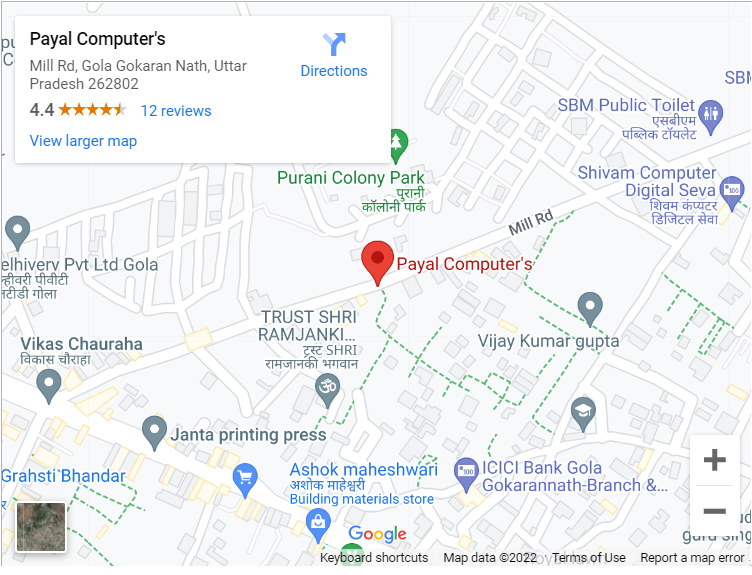 Payal Computer's
Mill Rd, Gola Gokaran Nath, Uttar
Pradesh 262802
4.4
12 reviews
View larger map
Directions
SBM
SBM Public Toilet
एसबीएम
पब्लिक टॉयलेट
Purani Colony Park
पुरानी
कॉलोनी पार्क
Shivam Computer
Digital Seva
शिवम कंप्यूटर
डिजिटल सेवा
Mill Rd
Payal Computer's
elhivery Pvt Ltd Gola
ल्हीवरी पीवीटी
लटीडी गोला
TRUST SHRI
RAMJANKI...
ट्रस्ट SHRI
रामजानकी भगवान
Vijay Kumar gupta
Vikas Chauraha
विकास चौराहा
Janta printing press
Grahsti Bhandar
Ashok maheshwari
अशोक माहेश्वरी
Building materials store
ICICI Bank Gola
Gokarannath-Branch &...
guru Sing
Google
Keyboard shortcuts
Map data ©2022
Terms of Use
Report a map error